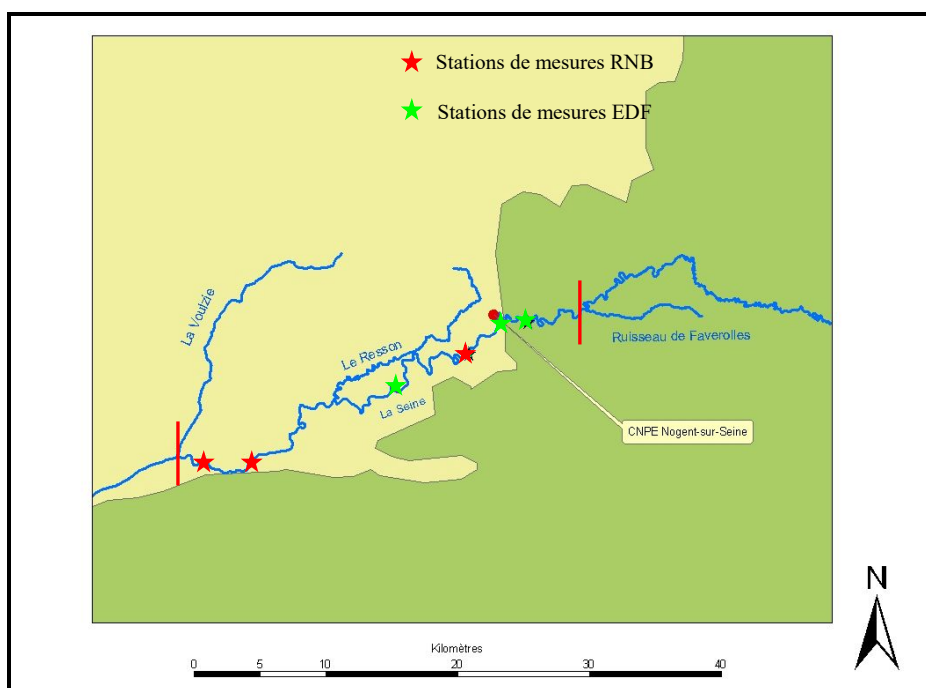 Stations de mesures RNB
Stations de mesures EDF
La Voulzie
Le Resson
La Seine
Ruisseau de Faverolles
CNPE Nogent-sur-Seine
N
Kilomètres
0 5 10 20 30 40